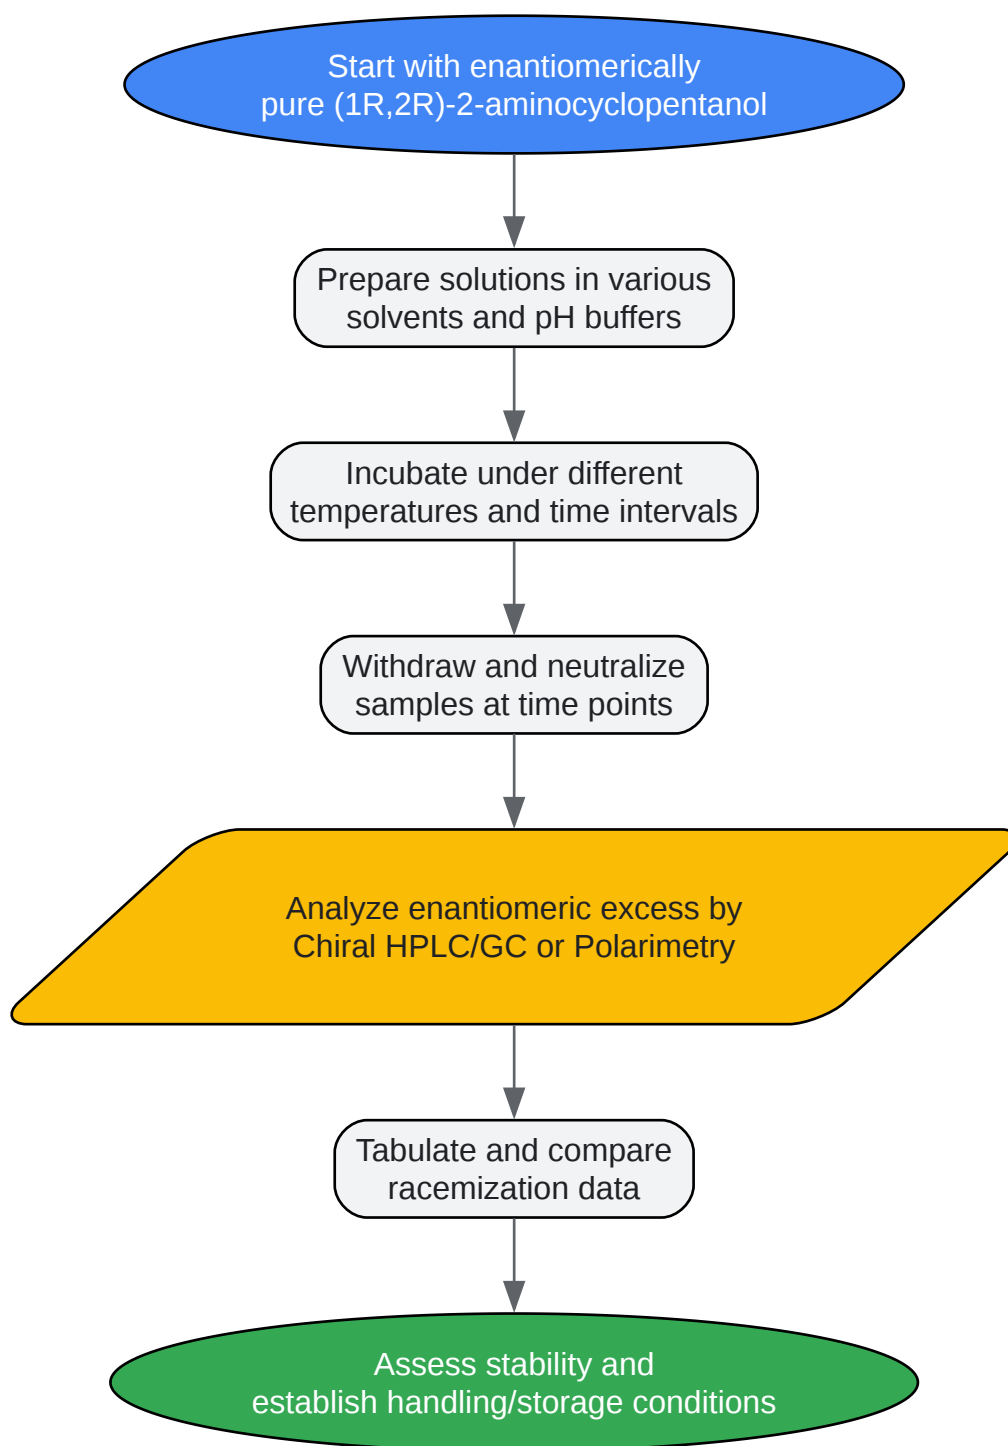 Start with enantiomerically
pure (1R,2R)-2-aminocyclopentanol
Prepare solutions in various
solvents and pH buffers
Incubate under different
temperatures and time intervals
Withdraw and neutralize
samples at time points
Analyze enantiomeric excess by
Chiral HPLC/GC or Polarimetry
Tabulate and compare
racemization data
Assess stability and
establish handling/storage conditions